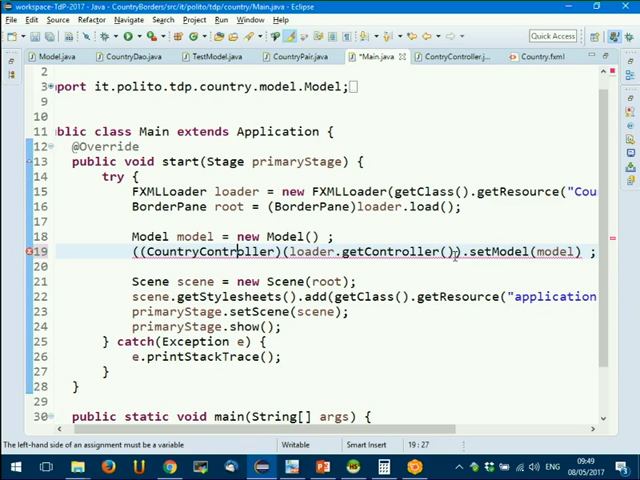 workspace-TdP-2017 - Java - CountryBorders/src/it/polito/tdp/country/Main.java - Eclipse
File Edit Source Refactor Navigate Search Project Run Window Help
Quick Access
Model.java CountryDao.java TestModel.java CountryPair.java *Main.java CountryController.j... Country.fxml
2
3 port it.polito.tdp.country.model.Model;
9
10
11 blic class Main extends Application {
12 @Override
13 public void start(Stage primaryStage) {
14 try {
15 FXMLLoader loader = new FXMLLoader(getClass().getResource("Cou
16 BorderPane root = (BorderPane)loader.load();
17
18 Model model = new Model() ;
19 ((CountryController)(loader.getController()).setModel(model) ;
20
21 Scene scene = new Scene(root);
22 scene.getStylesheets().add(getClass().getResource("application
23 primaryStage.setScene(scene);
24 primaryStage.show();
25 } catch(Exception e) {
26 e.printStackTrace();
27 }
28 }
29
30 public static void main(String[] args) {
The left-hand side of an assignment must be a variable Writable Smart Insert 19 : 27
09:49
08/05/2017